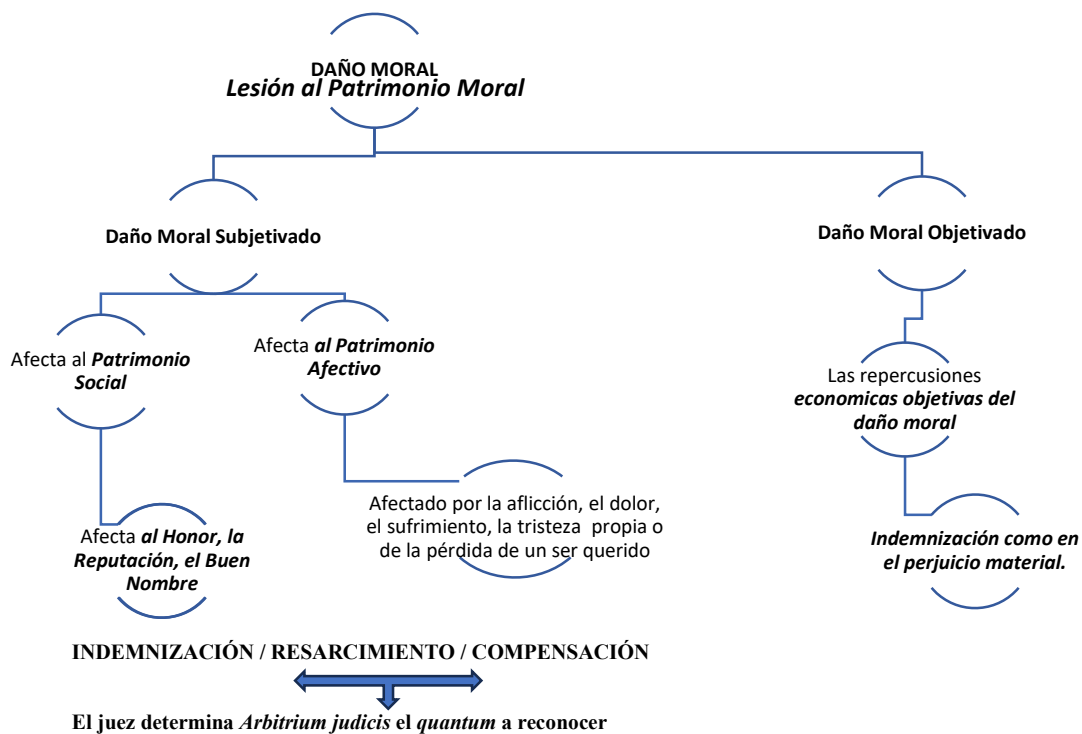 DAÑO MORAL
Lesión al Patrimonio Moral
Daño Moral Subjetivado
Daño Moral Objetivado
Afecta al Patrimonio
Social
Afecta al Patrimonio
Afectivo
Las repercusiones
economicas objetivas del
daño moral
Afecta al Honor, la
Reputación, el Buen
Nombre
Afectado por la aflicción, el dolor,
el sufrimiento, la tristeza propia o
de la pérdida de un ser querido
Indemnización como en
el perjuicio material.
INDEMNIZACIÓN / RESARCIMIENTO / COMPENSACIÓN
El juez determina Arbitrium judicis el quantum a reconocer